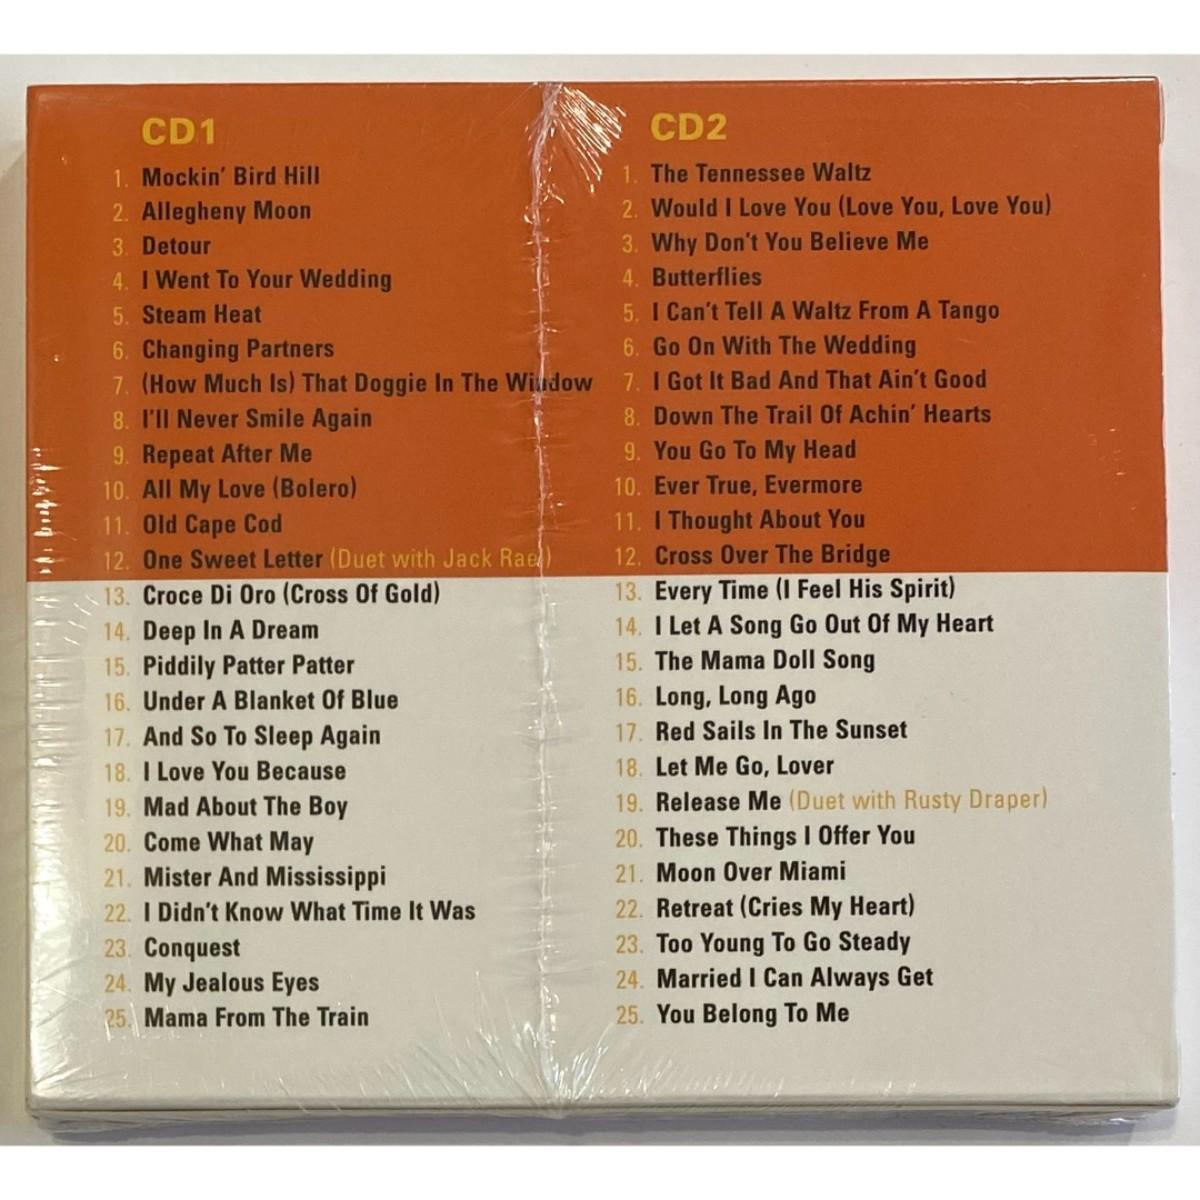 CD1
1. Mockin' Bird Hill
2. Allegheny Moon
3. Detour
4. I Went To Your Wedding
5. Steam Heat
6. Changing Partners
7. (How Much Is) That Doggie In The Window
8. I'll Never Smile Again
9. Repeat After Me
10. All My Love (Bolero)
11. Old Cape Cod
12. One Sweet Letter (Duet with Jack Rael)
13. Croce Di Oro (Cross Of Gold)
14. Deep In A Dream
15. Piddily Patter Patter
16. Under A Blanket Of Blue
17. And So To Sleep Again
18. I Love You Because
19. Mad About The Boy
20. Come What May
21. Mister And Mississippi
22. I Didn't Know What Time It Was
23. Conquest
24. My Jealous Eyes
25. Mama From The Train
CD2
1. The Tennessee Waltz
2. Would I Love You (Love You, Love You)
3. Why Don't You Believe Me
4. Butterflies
5. I Can't Tell A Waltz From A Tango
6. Go On With The Wedding
7. I Got It Bad And That Ain't Good
8. Down The Trail Of Achin' Hearts
9. You Go To My Head
10. Ever True, Evermore
11. I Thought About You
12. Cross Over The Bridge
13. Every Time (I Feel His Spirit)
14. I Let A Song Go Out Of My Heart
15. The Mama Doll Song
16. Long, Long Ago
17. Red Sails In The Sunset
18. Let Me Go, Lover
19. Release Me (Duet with Rusty Draper)
20. These Things I Offer You
21. Moon Over Miami
22. Retreat (Cries My Heart)
23. Too Young To Go Steady
24. Married I Can Always Get
25. You Belong To Me